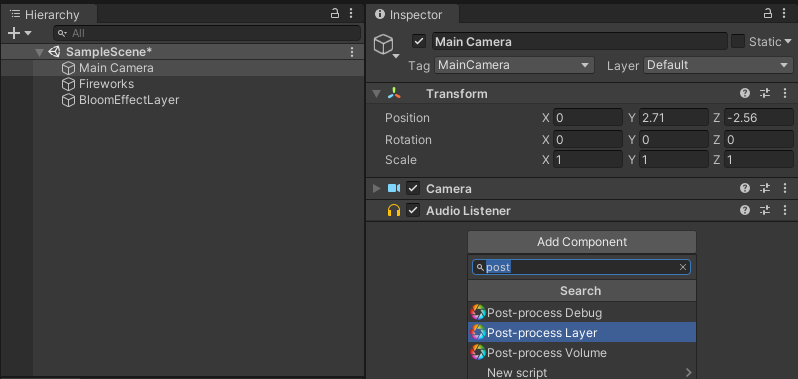 Hierarchy
All
SampleScene*
Main Camera
Fireworks
BloomEffectLayer
Inspector
Main Camera Static
Tag MainCamera Layer Default
Transform
Position X 0 Y 2.71 Z -2.56
Rotation X 0 Y 0 Z 0
Scale X 1 Y 1 Z 1
Camera
Audio Listener
Add Component
post
Search
Post-process Debug
Post-process Layer
Post-process Volume
New script